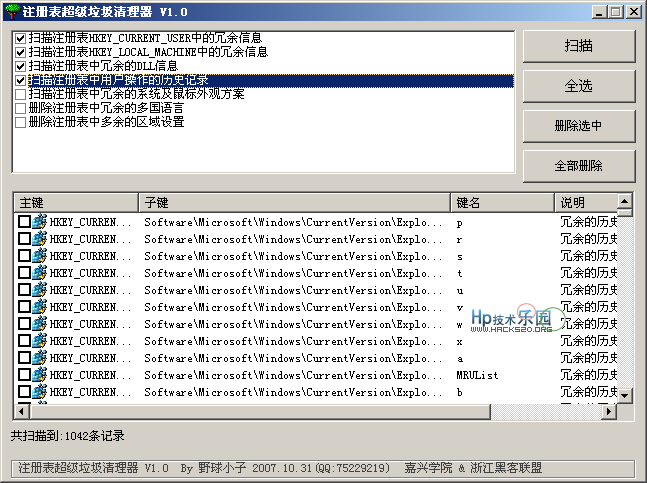 注册表超级垃圾清理器 V1.0
扫描注册表HKEY_CURRENT_USER中的冗余信息
扫描注册表HKEY_LOCAL_MACHINE中的冗余信息
扫描注册表中冗余的DLL信息
扫描注册表中用户操作的历史记录
扫描注册表中冗余的系统及鼠标外观方案
删除注册表中冗余的多国语言
删除注册表中多余的区域设置
扫描
全选
删除选中
全部删除
主键 子键 键名 说明
HKEY_CURREN... Software\Microsoft\Windows\CurrentVersion\Explo... p 冗余的历史
HKEY_CURREN... Software\Microsoft\Windows\CurrentVersion\Explo... r 冗余的历史
HKEY_CURREN... Software\Microsoft\Windows\CurrentVersion\Explo... s 冗余的历史
HKEY_CURREN... Software\Microsoft\Windows\CurrentVersion\Explo... t 冗余的历史
HKEY_CURREN... Software\Microsoft\Windows\CurrentVersion\Explo... u 冗余的历史
HKEY_CURREN... Software\Microsoft\Windows\CurrentVersion\Explo... v 冗余的历史
HKEY_CURREN... Software\Microsoft\Windows\CurrentVersion\Explo... w 冗余的历史
HKEY_CURREN... Software\Microsoft\Windows\CurrentVersion\Explo... x 冗余的历史
HKEY_CURREN... Software\Microsoft\Windows\CurrentVersion\Explo... a 冗余的历史
HKEY_CURREN... Software\Microsoft\Windows\CurrentVersion\Explo... MRUList 冗余的历史
HKEY_CURREN... Software\Microsoft\Windows\CurrentVersion\Explo... b 冗余的历史
Hp技术乐园
WWW.HACKS20.ORG
共扫描到:1042条记录
注册表超级垃圾清理器 V1.0 By 野球小子 2007.10.31(QQ:75229219) 嘉兴学院 & 浙江黑客联盟